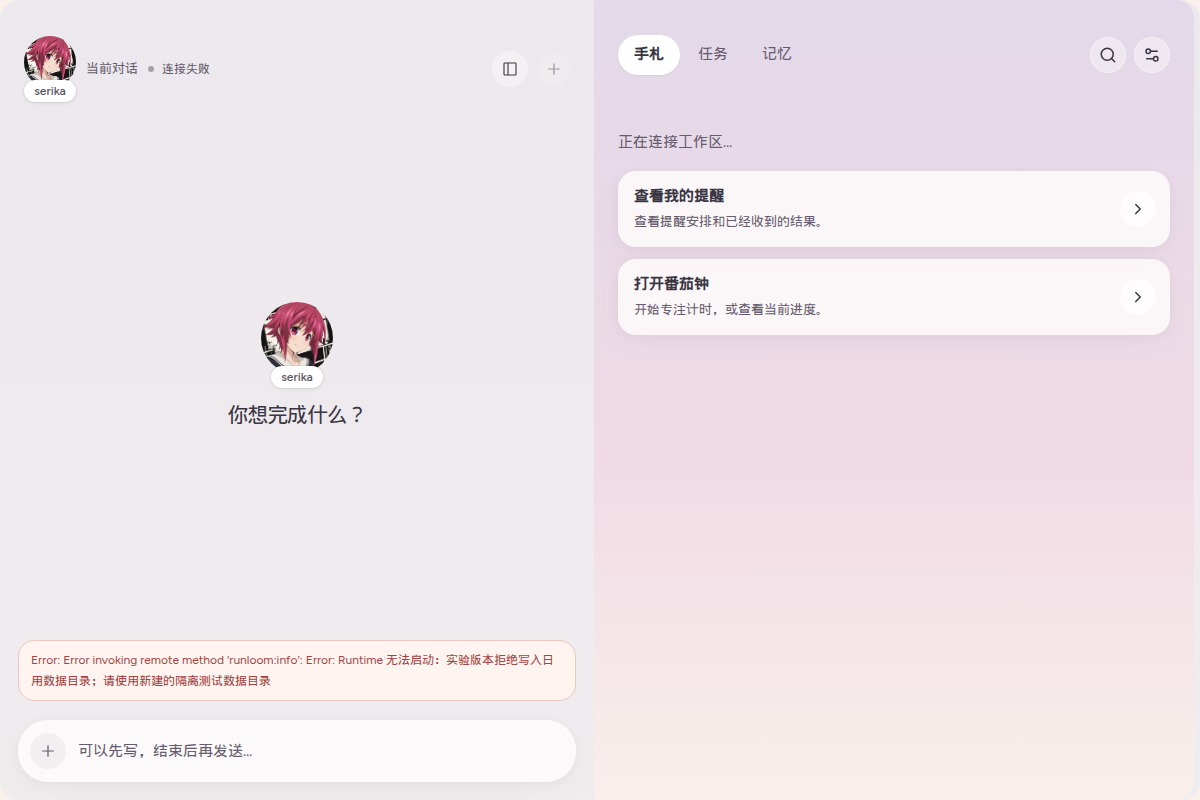 当前对话
连接失败
serika
serika
你想完成什么？
Error: Error invoking remote method 'runloom:info': Error: Runtime 无法启动：实验版本拒绝写入日
用数据目录；请使用新建的隔离测试数据目录
可以先写，结束后再发送…
手札
任务
记忆
正在连接工作区…
查看我的提醒
查看提醒安排和已经收到的结果。
打开番茄钟
开始专注计时，或查看当前进度。